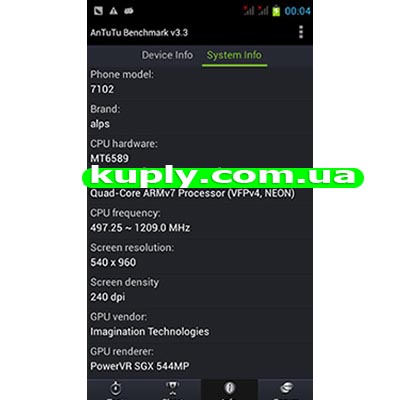 00:04
AnTuTu Benchmark v3.3
Device Info System Info
Phone model:
7102
Brand:
alps
CPU hardware:
MT6589
kuply.com.ua
Quad-Core ARMv7 Processor (VFPv4, NEON)
CPU frequency:
497.25 ~ 1209.0 MHz
Screen resolution:
540 x 960
Screen density
240 dpi
GPU vendor:
Imagination Technologies
GPU renderer:
PowerVR SGX 544MP